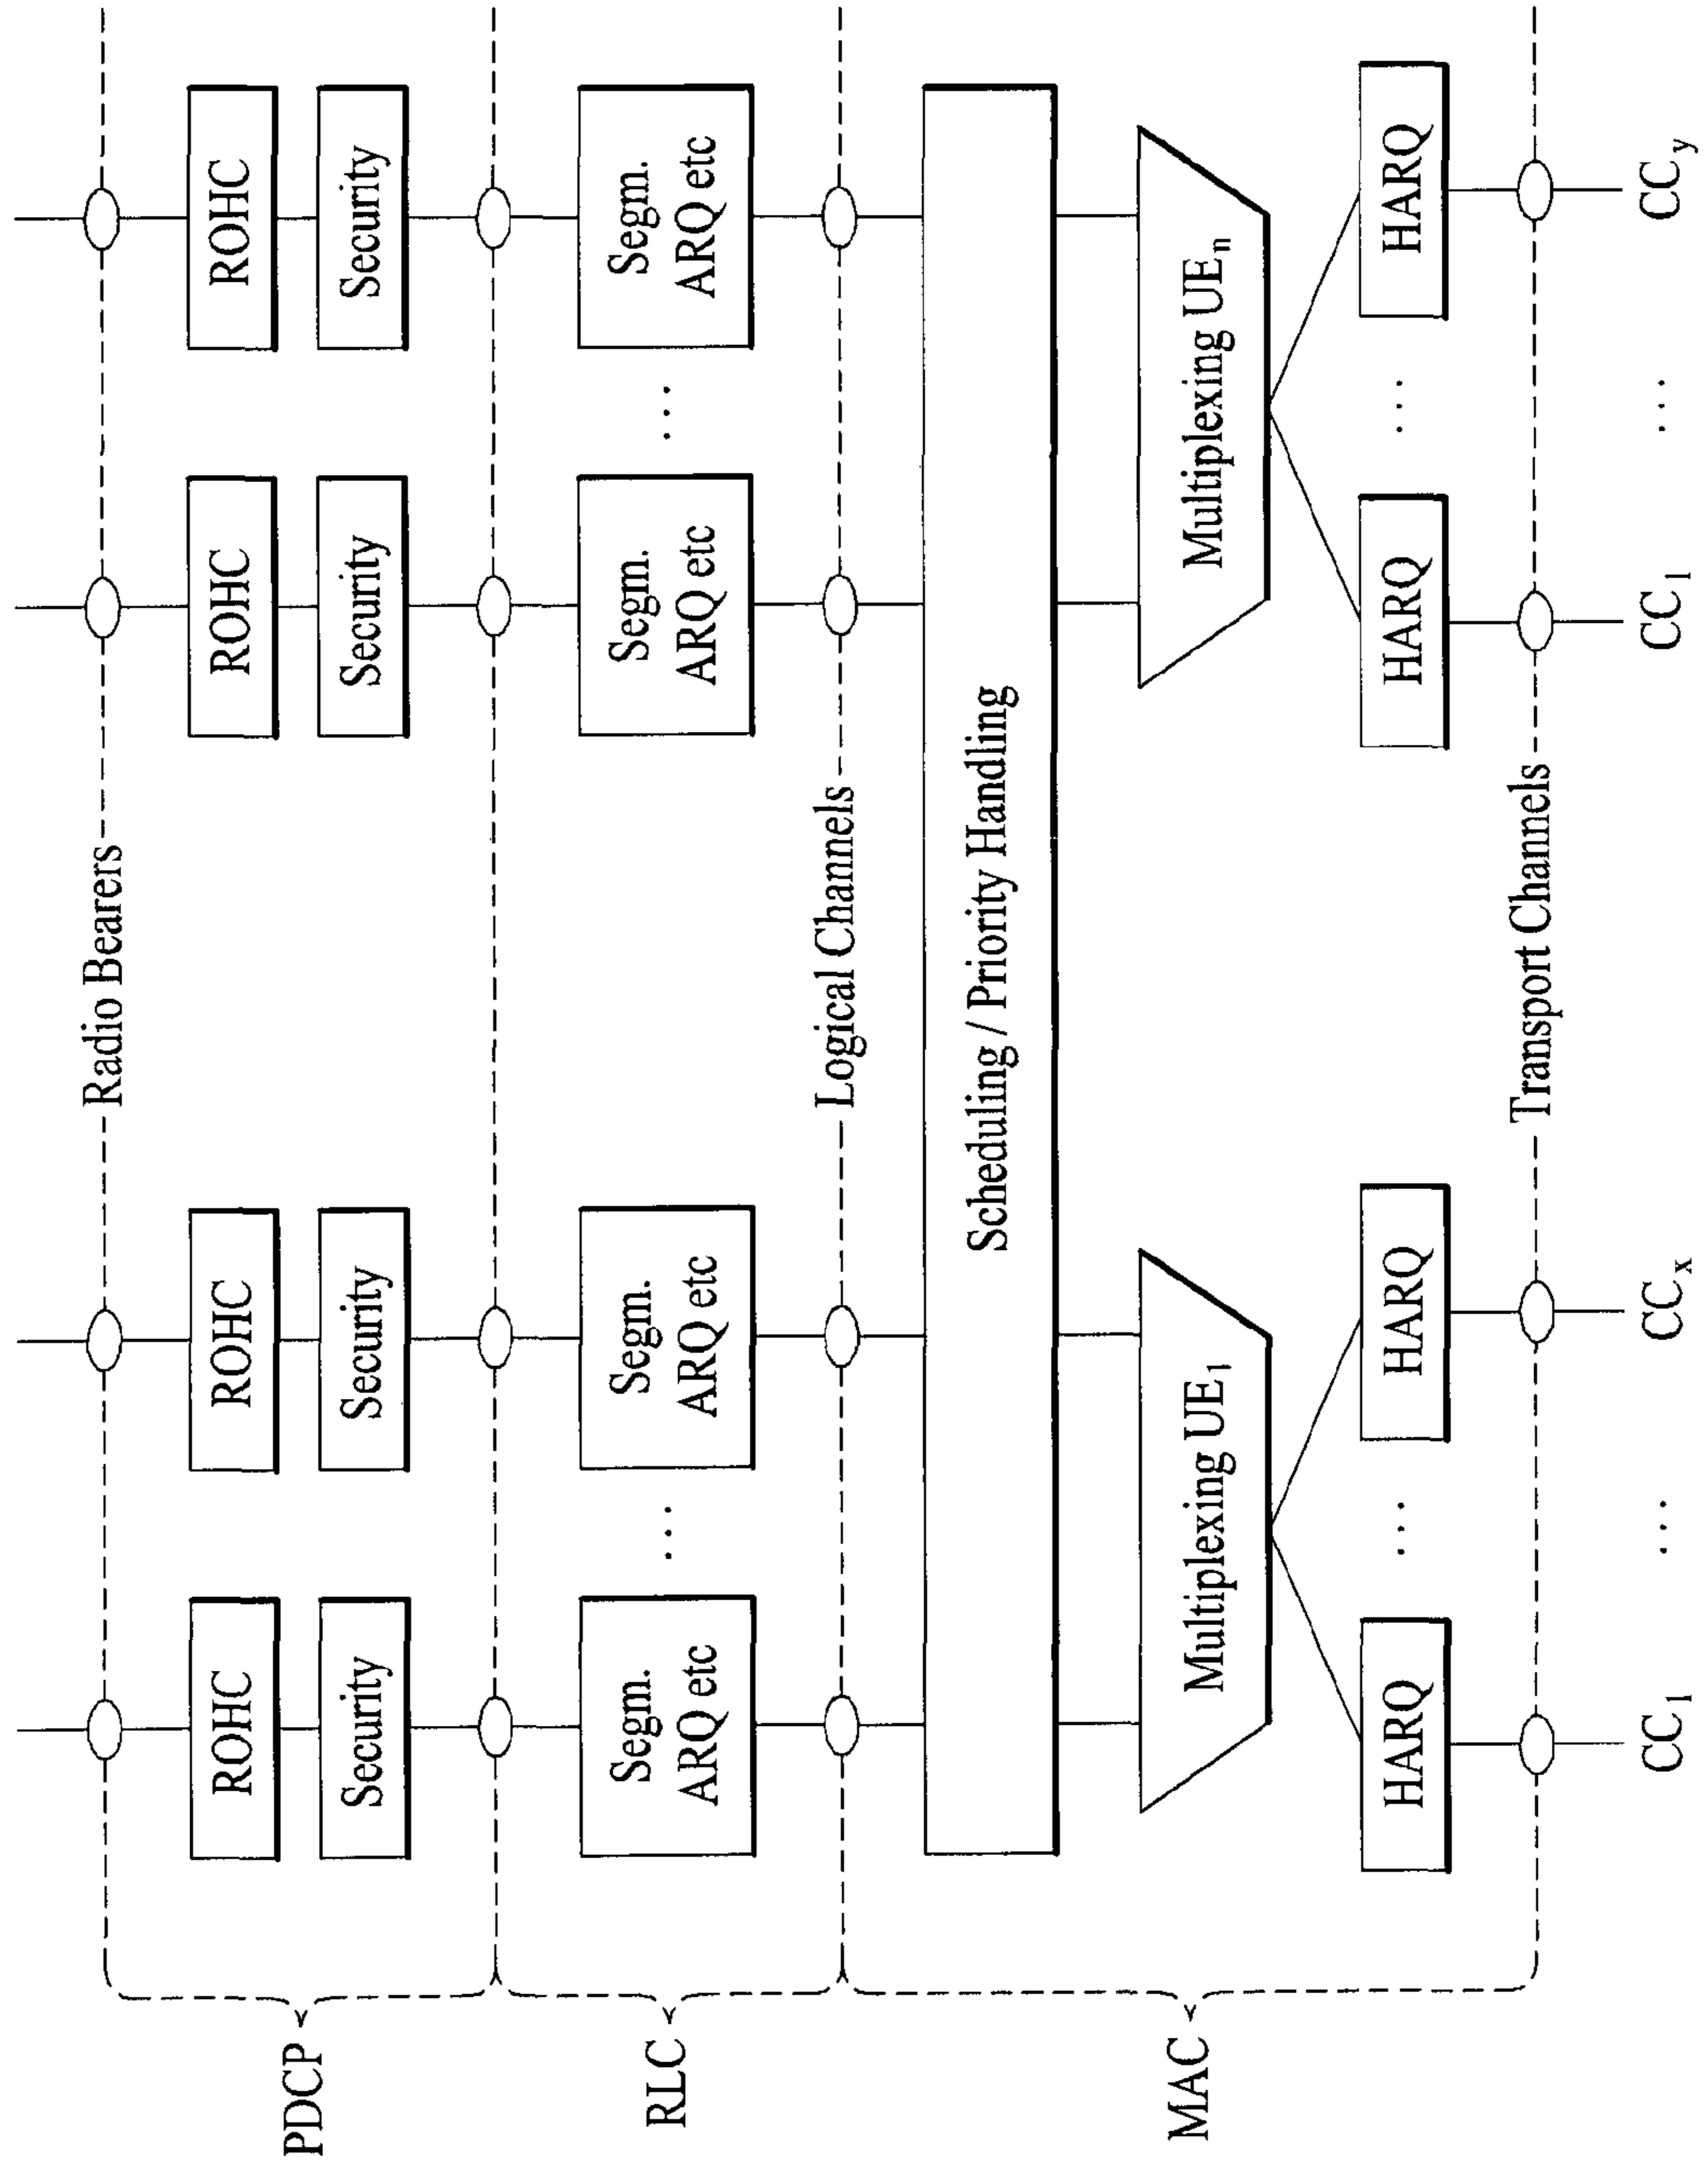 Radio Bearers
ROHC
ROHC
ROHC
ROHC
PDCP
Security
Security
Security
Security
RLC
Segm.
ARQ etc
...
Segm.
ARQ etc
Segm.
ARQ etc
...
Segm.
ARQ etc
Logical Channels
Scheduling / Priority Handling
MAC
Multiplexing UE1
Multiplexing UEn
HARQ
...
HARQ
HARQ
...
HARQ
Transport Channels
CC1
...
CCx
CC1
...
CCy